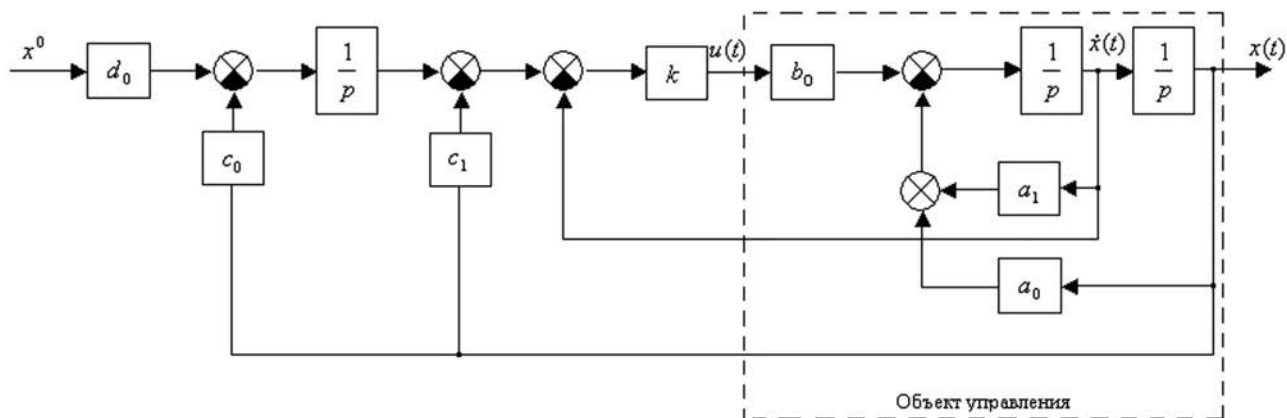 x⁰
d₀
c₀
1/p
c₁
k
u(t)
b₀
1/p
ẋ(t)
1/p
x(t)
a₁
a₀
Объект управления